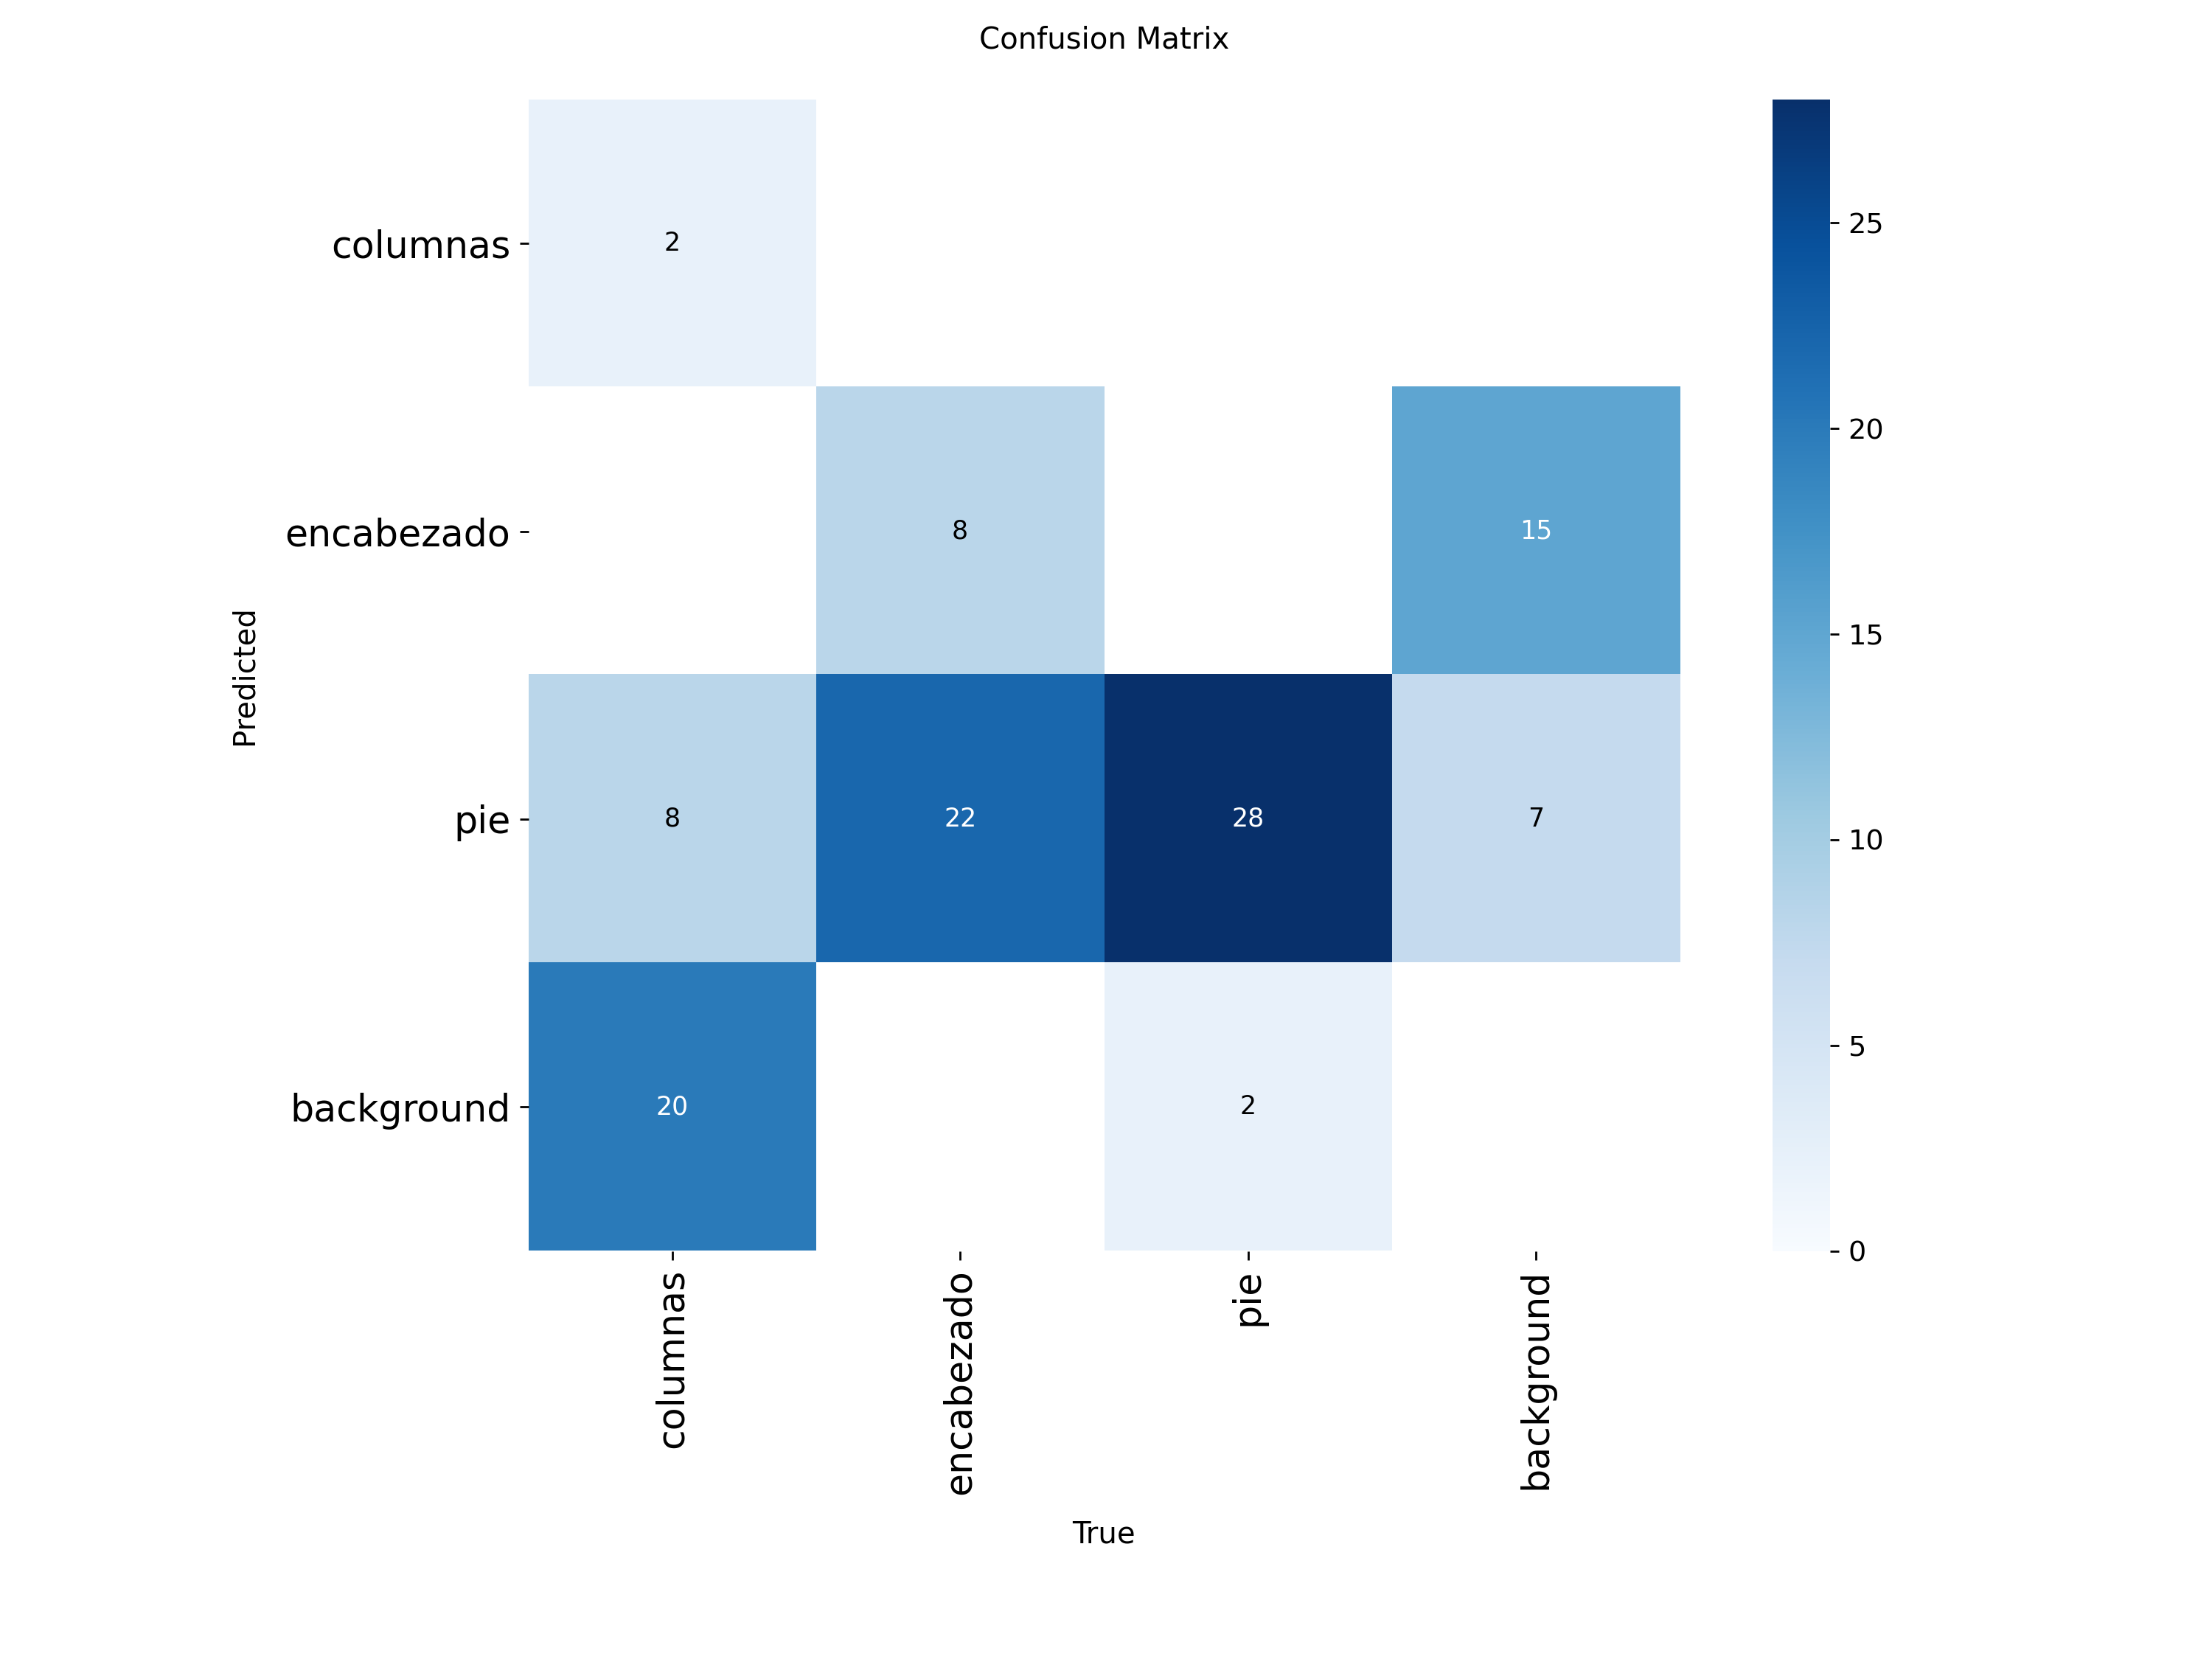 Confusion Matrix
columnas
2
encabezado
8
15
pie
8
22
28
7
background
20
2
Predicted
columnas
encabezado
pie
background
True
25
20
15
10
5
0